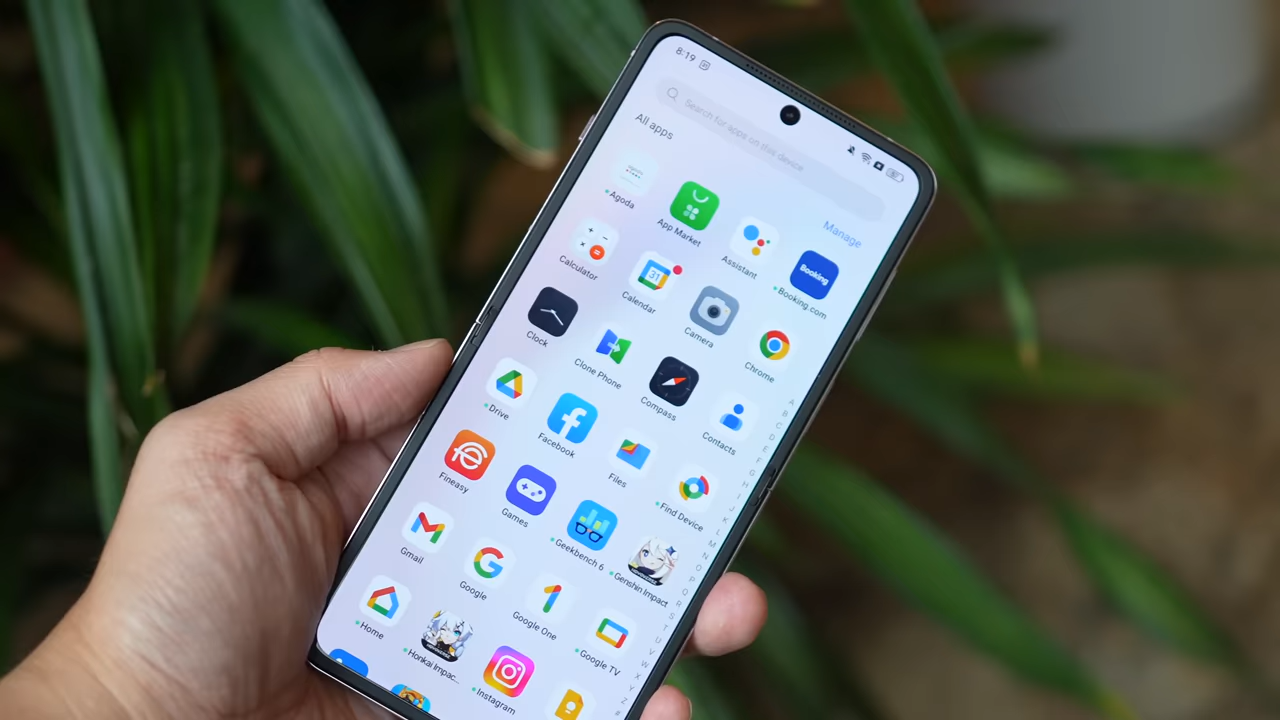 8:19
Search for apps on this device
All apps
Manage
Agoda
App Market
Assistant
Booking
Booking.com
Calculator
31
Calendar
Camera
Chrome
Clock
Clone Phone
Compass
Contacts
Drive
Facebook
Files
Find Device
Fineasy
Games
Geekbench 6
Genshin Impact
Gmail
Google
Google One
Google TV
Home
Honkai Impac...
Instagram
A
B
C
D
E
F
G
H
I
J
K
L
M
N
O
P
Q
R
S
T
U
V
W
X
Y
Z
#